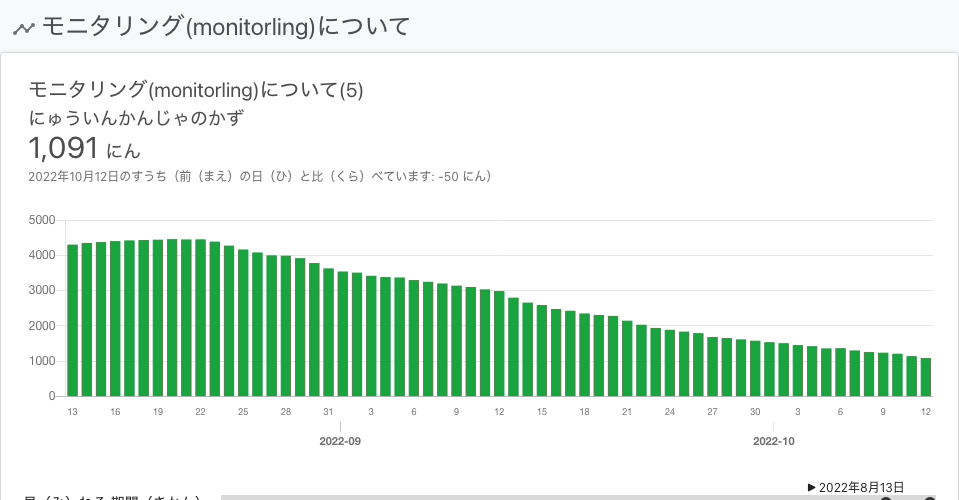 モニタリング(monitorling)について
モニタリング(monitorling)について(5)
にゅういんかんじゃのかず
1,091 にん
2022年10月12日のすうち（前（まえ）の日（ひ）と比（くら）べています: -50 にん）
5000
4000
3000
2000
1000
0
13 16 19 22 25 28 31 3 6 9 12 15 18 21 24 27 30 3 6 9 12
2022-09 2022-10
2022年8月13日